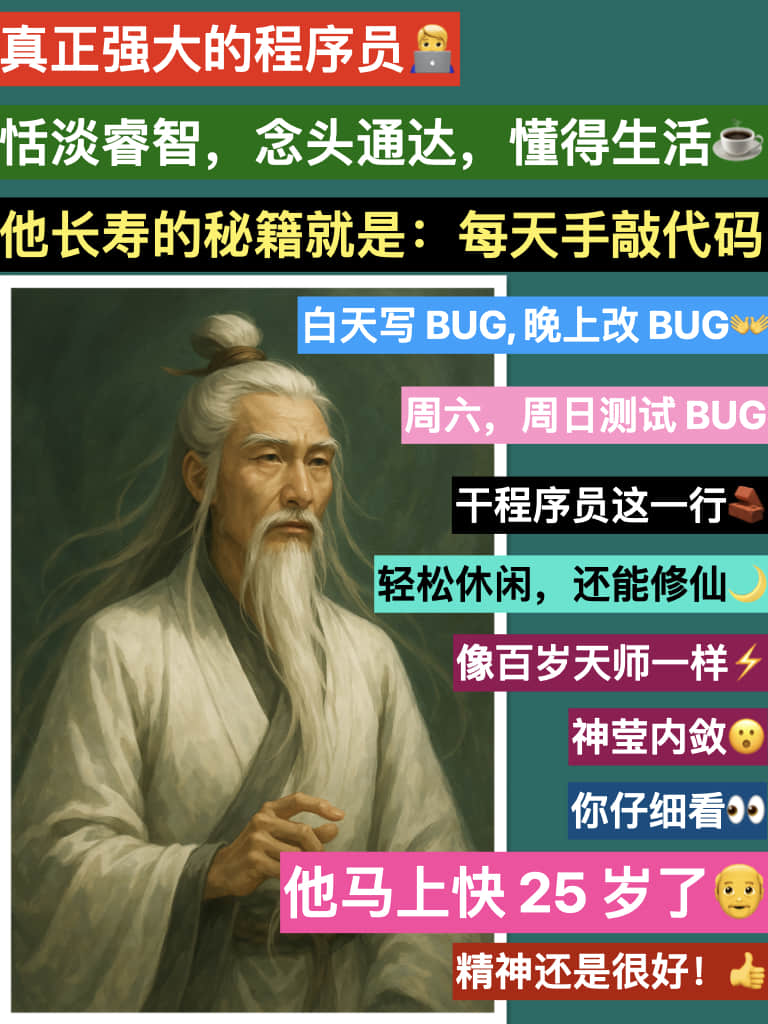 真正强大的程序员👨‍💻
恬淡睿智，念头通达，懂得生活☕
他长寿的秘籍就是：每天手敲代码
白天写 BUG, 晚上改 BUG👐
周六，周日测试 BUG
干程序员这一行🧱
轻松休闲，还能修仙🌙
像百岁天师一样⚡
神莹内敛😮
你仔细看👀
他马上快 25 岁了👴
精神还是很好！👍